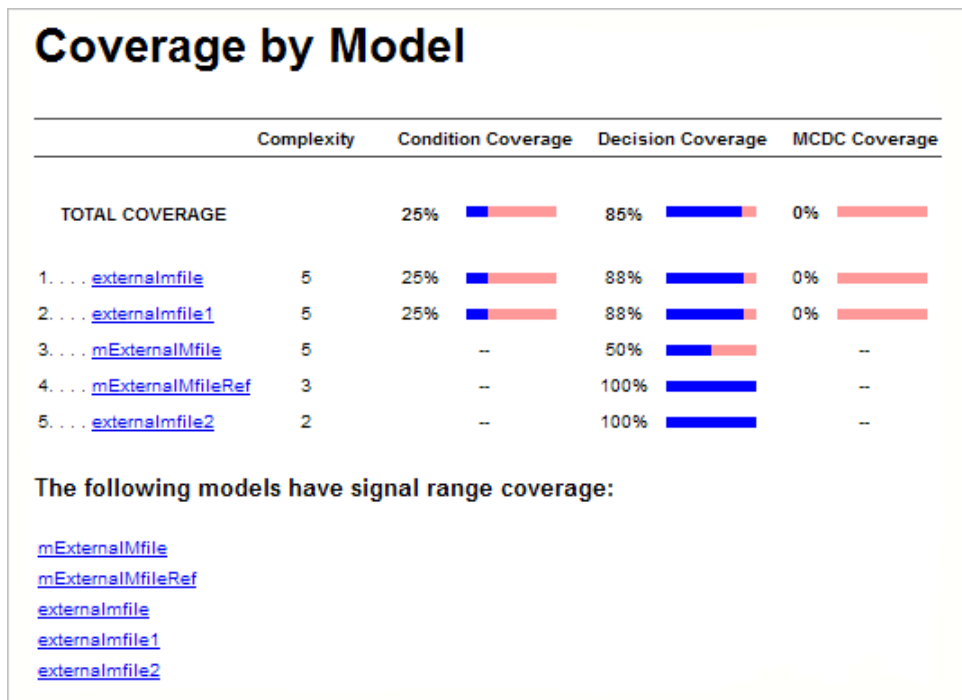 Coverage by Model
Complexity Condition Coverage Decision Coverage MCDC Coverage
TOTAL COVERAGE 25% 85% 0%
1. . . . externalmfile 5 25% 88% 0%
2. . . . externalmfile1 5 25% 88% 0%
3. . . . mExternalMfile 5 -- 50% --
4. . . . mExternalMfileRef 3 -- 100% --
5. . . . externalmfile2 2 -- 100% --
The following models have signal range coverage:
mExternalMfile
mExternalMfileRef
externalmfile
externalmfile1
externalmfile2